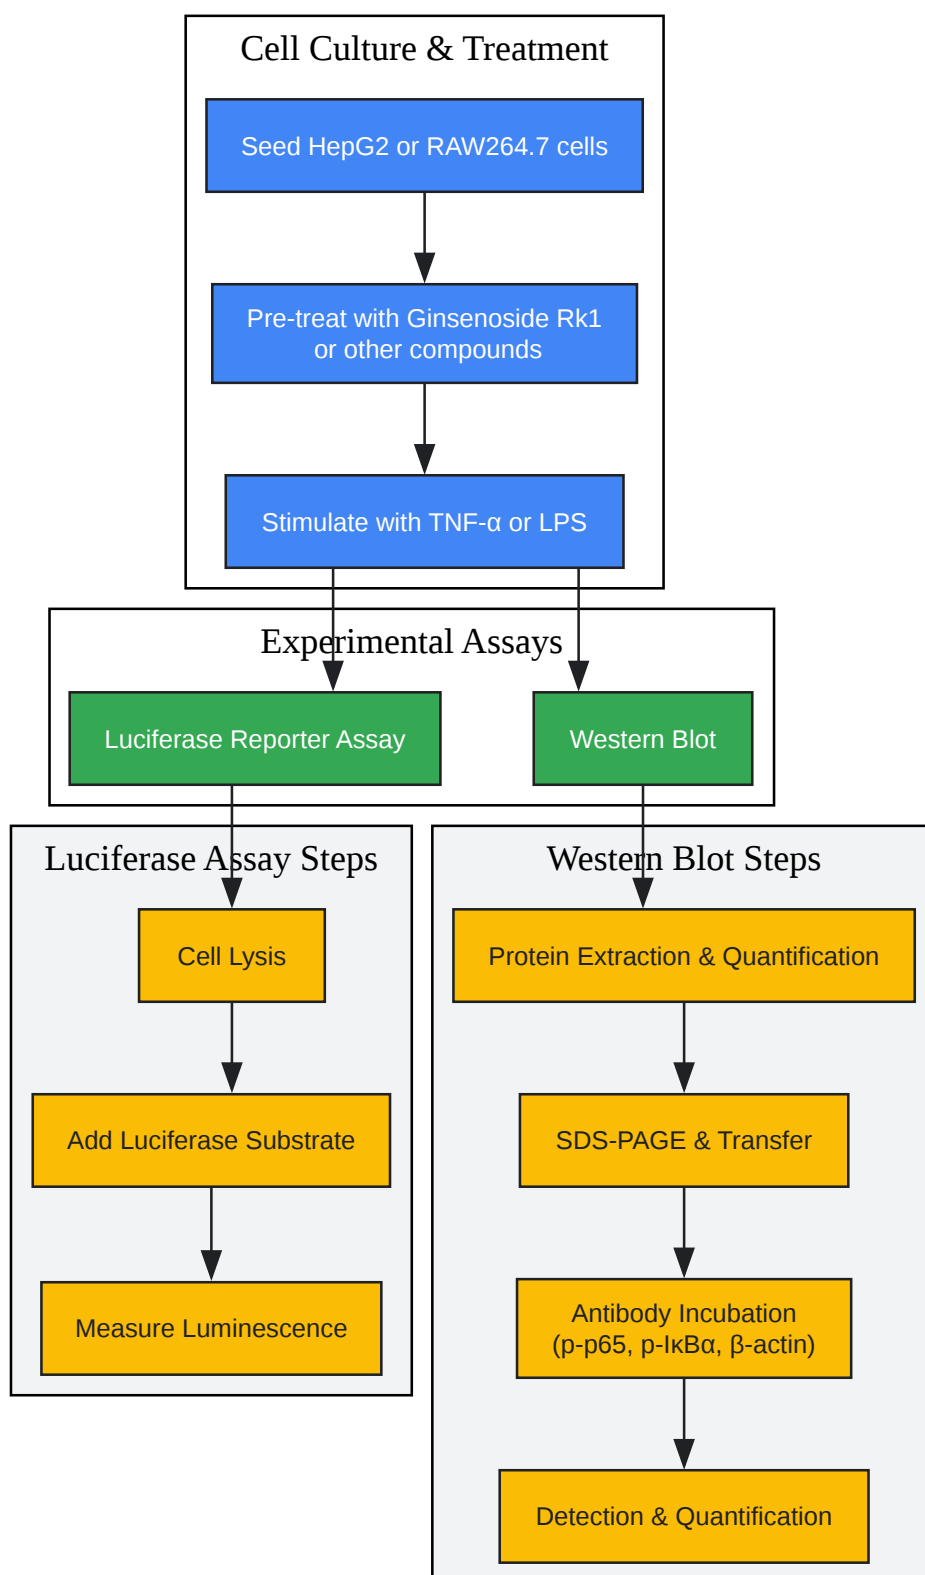 Cell Culture & Treatment
Seed HepG2 or RAW264.7 cells
Pre-treat with Ginsenoside Rk1
or other compounds
Stimulate with TNF-α or LPS
Experimental Assays
Luciferase Reporter Assay
Western Blot
Luciferase Assay Steps
Cell Lysis
Add Luciferase Substrate
Measure Luminescence
Western Blot Steps
Protein Extraction & Quantification
SDS-PAGE & Transfer
Antibody Incubation
(p-p65, p-IκBα, β-actin)
Detection & Quantification